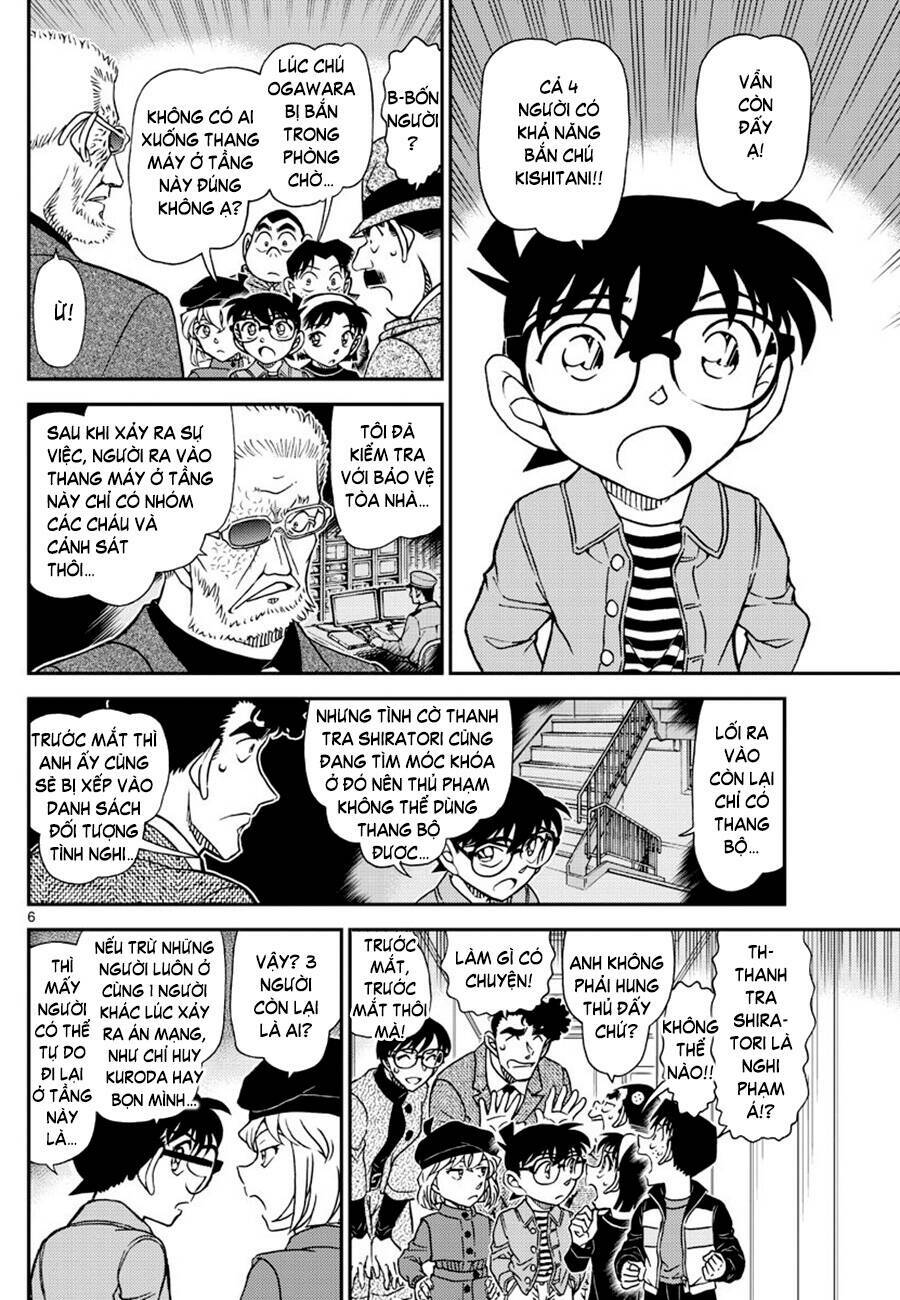 VẪN
CÒN
ĐẤY
Ạ!
CẢ 4
NGƯỜI CÓ
KHẢ NĂNG
BẮN CHÚ
KISHITANI!!
B-BỐN
NGƯỜI
?
LÚC CHÚ
OGAWARA
BỊ BẮN
TRONG
PHÒNG
CHỜ...
KHÔNG CÓ AI
XUỐNG THANG
MÁY Ở TẦNG
NÀY ĐÚNG
KHÔNG Ạ?
Ừ!
TÔI ĐÃ
KIỂM TRA
VỚI BẢO VỆ
TÒA NHÀ...
SAU KHI XẢY RA SỰ
VIỆC, NGƯỜI RA VÀO
THANG MÁY Ở TẦNG
NÀY CHỈ CÓ NHÓM
CÁC CHÁU VÀ
CẢNH SÁT
THÔI...
LỐI RA
VÀO
CÒN LẠI
CHỈ CÓ
THANG
BỘ...
NHƯNG TÌNH CỜ THANH
TRA SHIRATORI CŨNG
ĐANG TÌM MÓC KHÓA
Ở ĐÓ NÊN THỦ PHẠM
KHÔNG THỂ DÙNG
THANG BỘ
ĐƯỢC...
TRƯỚC MẮT THÌ
ANH ẤY CŨNG
SẼ BỊ XẾP VÀO
DANH SÁCH
ĐỐI TƯỢNG
TÌNH NGHI...
6
TH-
THANH
TRA
SHIRA-
TORI LÀ
NGHI
PHẠM
Á!?
KHÔNG
THỂ
NÀO!!
ANH KHÔNG
PHẢI HUNG
THỦ ĐẤY
CHỨ?
LÀM GÌ CÓ
CHUYỆN!
TRƯỚC
MẮT,
TRƯỚC
MẮT THÔI
MÀ!
VẬY? 3
NGƯỜI
CÒN LẠI
LÀ AI?
NẾU TRỪ NHỮNG
NGƯỜI LUÔN Ở
CÙNG 1 NGƯỜI
KHÁC LÚC XẢY
RA ÁN MẠNG,
NHƯ CHỈ HUY
KURODA HAY
BỌN MÌNH...
THÌ
MẤY
NGƯỜI
CÓ THỂ
TỰ DO
ĐI LẠI
Ở TẦNG
NÀY LÀ...